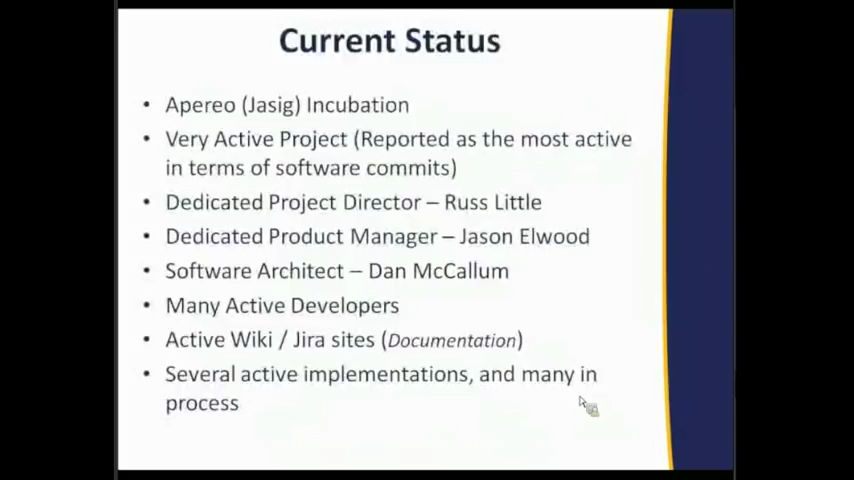 Current Status
• Apereo (Jasig) Incubation
• Very Active Project (Reported as the most active
in terms of software commits)
• Dedicated Project Director – Russ Little
• Dedicated Product Manager – Jason Elwood
• Software Architect – Dan McCallum
• Many Active Developers
• Active Wiki / Jira sites (Documentation)
• Several active implementations, and many in
process